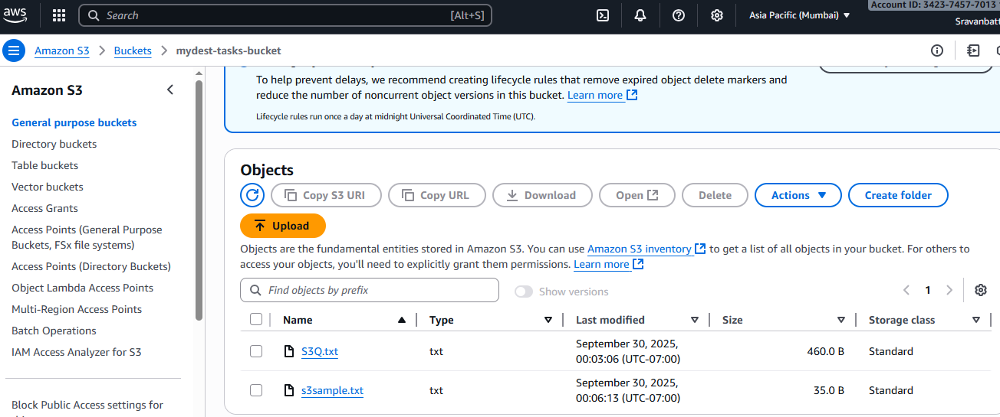 aws
Search [Alt+S]
Asia Pacific (Mumbai)
Account ID: 3423-7457-7013
Sravanbatt
Amazon S3 > Buckets > mydest-tasks-bucket
Amazon S3
General purpose buckets
Directory buckets
Table buckets
Vector buckets
Access Grants
Access Points (General Purpose
Buckets, FSx file systems)
Access Points (Directory Buckets)
Object Lambda Access Points
Multi-Region Access Points
Batch Operations
IAM Access Analyzer for S3
Block Public Access settings for
To help prevent delays, we recommend creating lifecycle rules that remove expired object delete markers and
reduce the number of noncurrent object versions in this bucket. Learn more
Lifecycle rules run once a day at midnight Universal Coordinated Time (UTC).
Objects
Copy S3 URI Copy URL Download Open Delete Actions Create folder
Upload
Objects are the fundamental entities stored in Amazon S3. You can use Amazon S3 inventory to get a list of all objects in your bucket. For others to
access your objects, you'll need to explicitly grant them permissions. Learn more
Find objects by prefix Show versions 1
Name Type Last modified Size Storage class
S3Q.txt txt September 30, 2025, 460.0 B Standard
00:03:06 (UTC-07:00)
s3sample.txt txt September 30, 2025, 35.0 B Standard
00:06:13 (UTC-07:00)